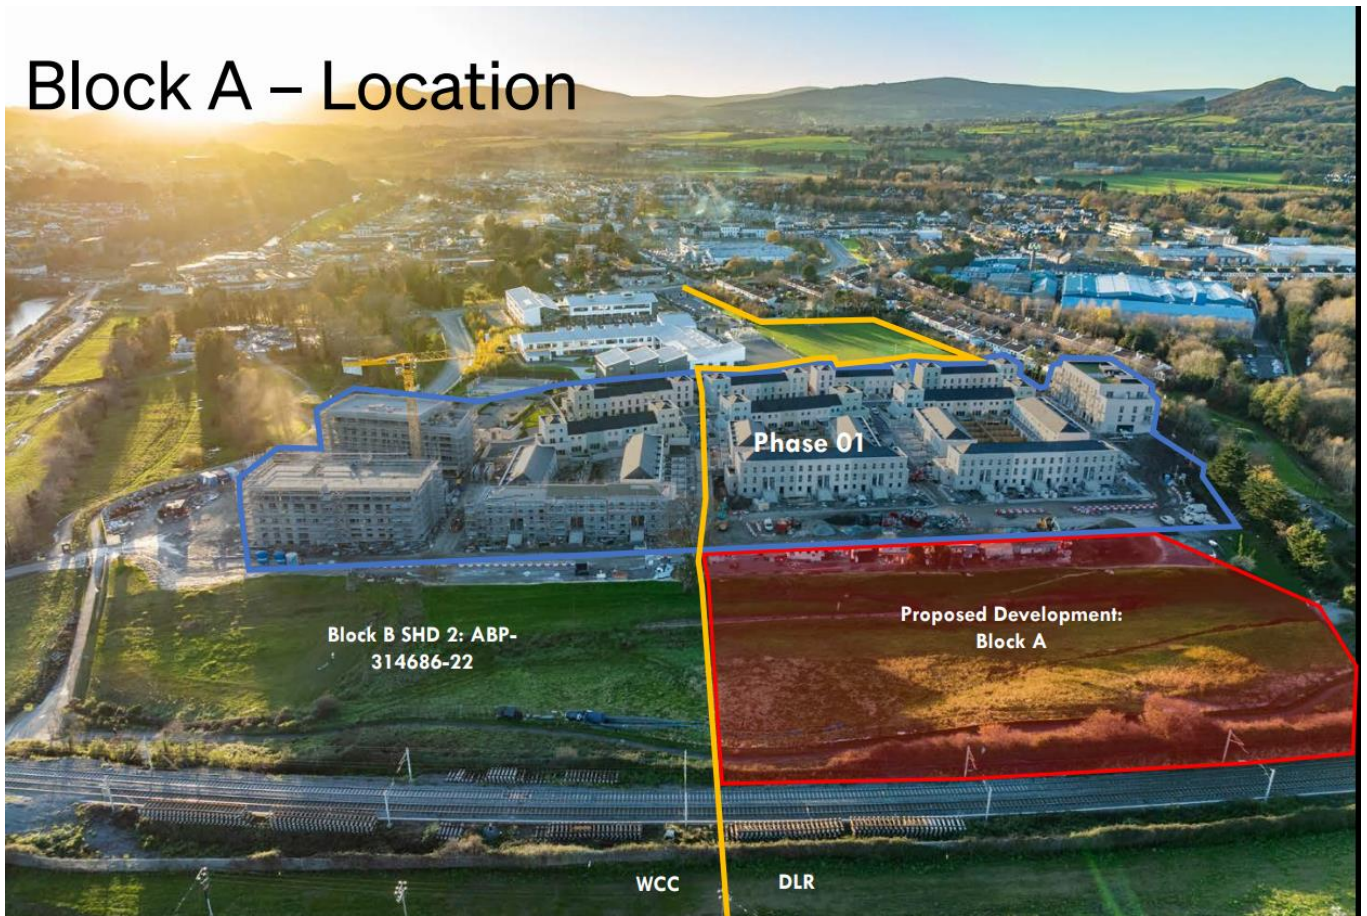 Block A – Location
Phase 01
Proposed Development:
Block A
Block B SHD 2: ABP-
314686-22
WCC
DLR